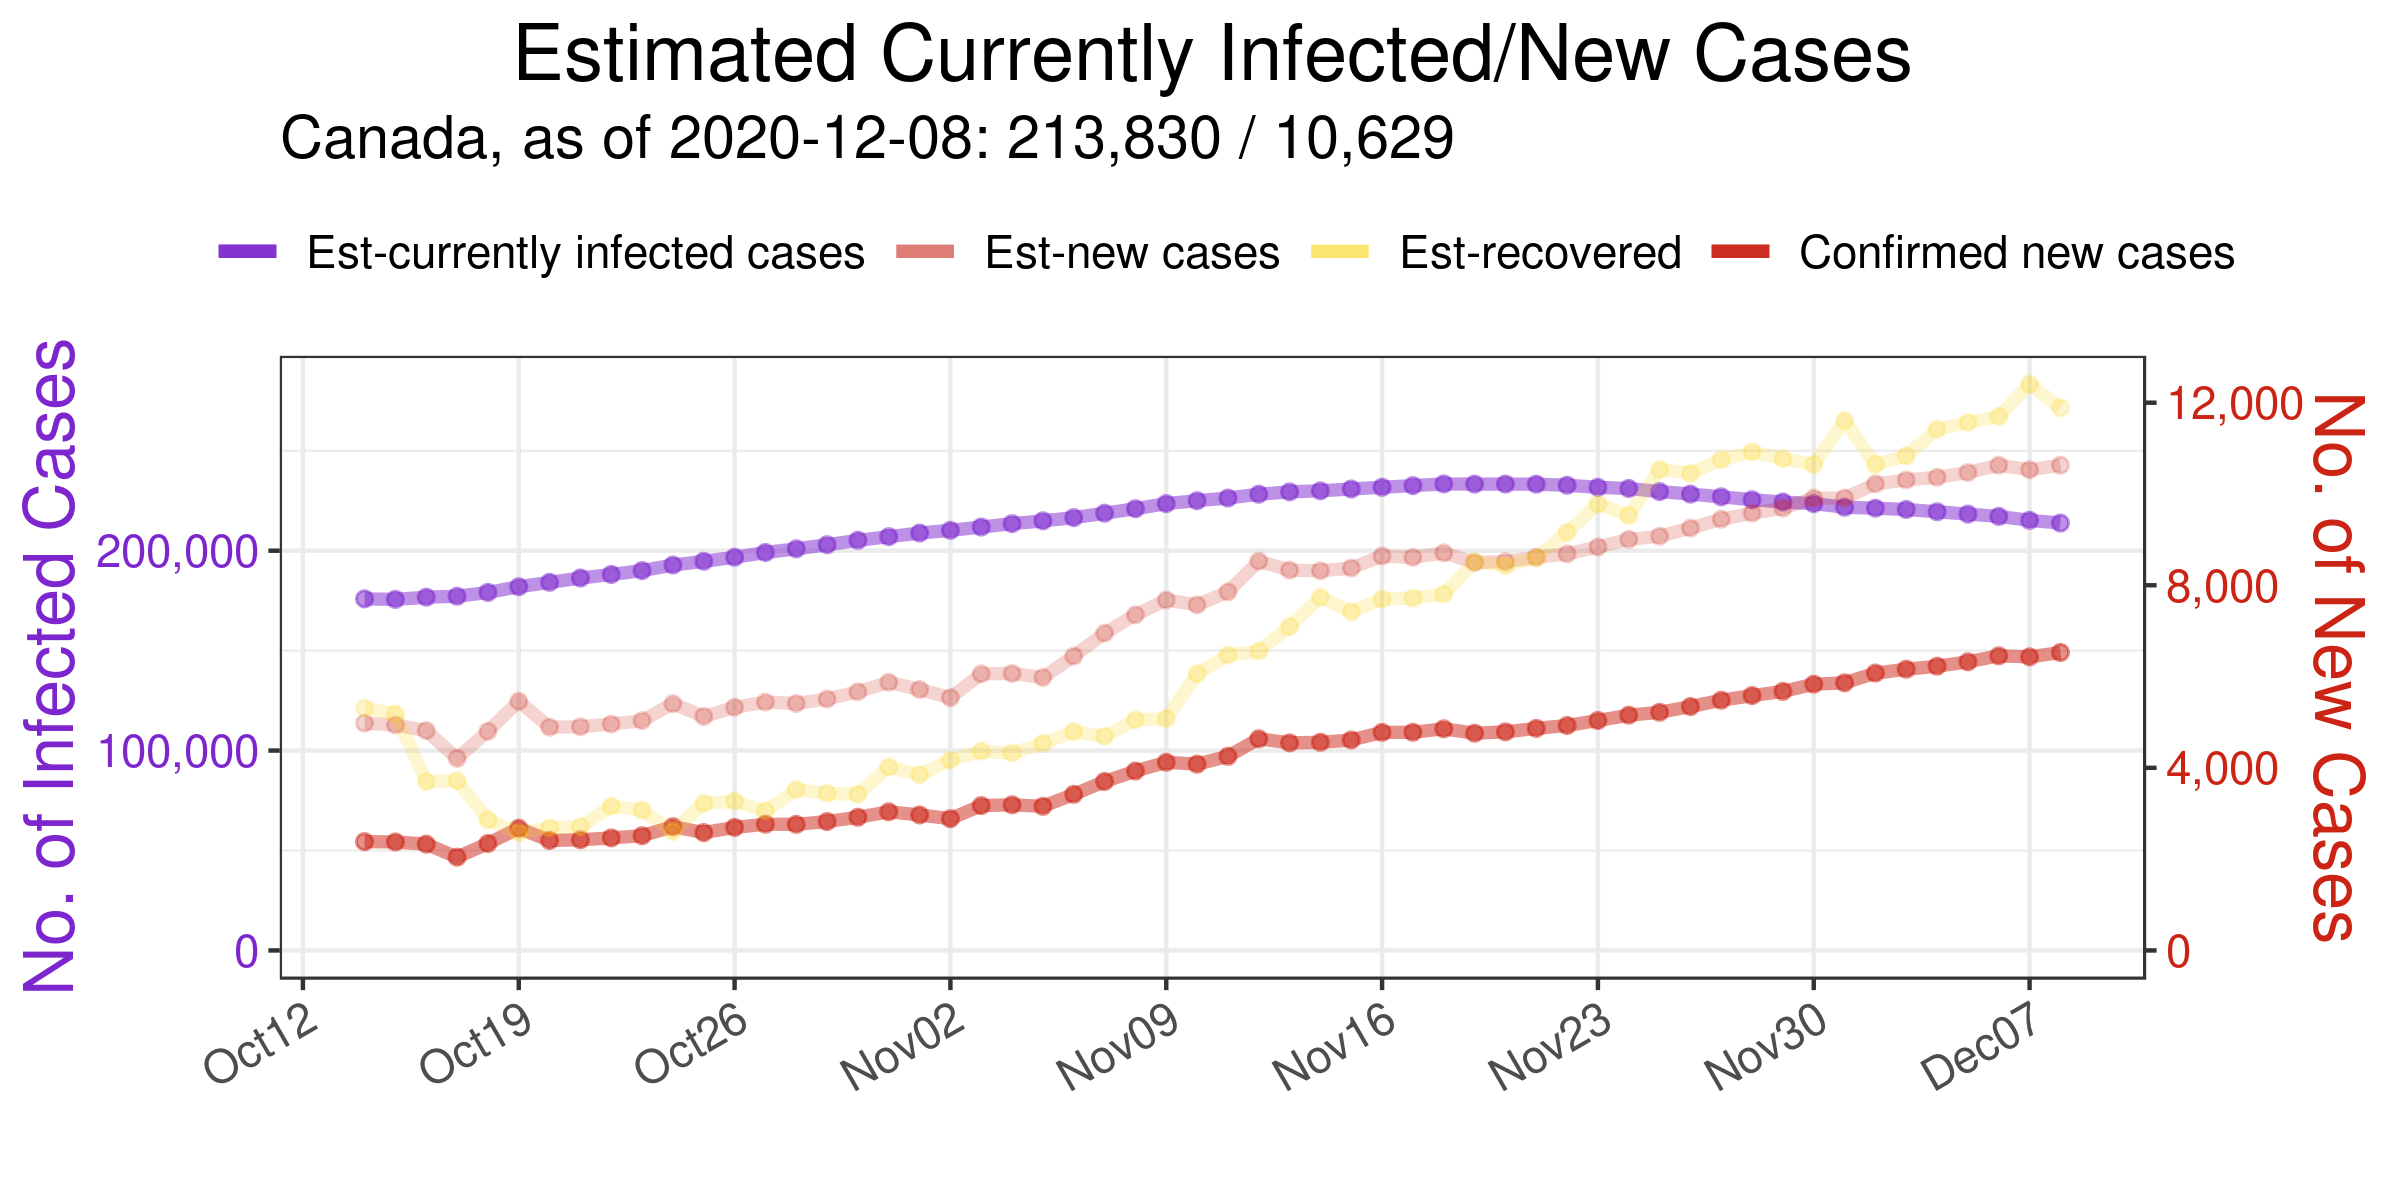 Estimated Currently Infected/New Cases
Canada, as of 2020-12-08: 213,830 / 10,629
Est-currently infected cases Est-new cases Est-recovered Confirmed new cases
No. of Infected Cases
200,000
100,000
0
12,000
8,000
4,000
0
No. of New Cases
Oct12 Oct19 Oct26 Nov02 Nov09 Nov16 Nov23 Nov30 Dec07